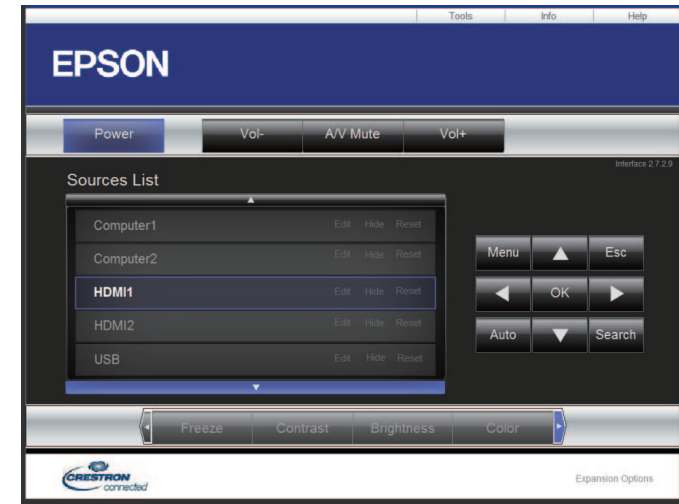 Tools Info Help
EPSON
Power Vol- A/V Mute Vol+
Interface 2.7.2.9
Sources List
Computer1 Edit Hide Reset
Computer2 Edit Hide Reset
HDMI1 Edit Hide Reset
HDMI2 Edit Hide Reset
USB Edit Hide Reset
Menu Esc
OK
Auto Search
Freeze Contrast Brightness Color
CRESTRON connected
Expansion Options